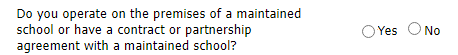 Do you operate on the premises of a maintained
school or have a contract or partnership Yes No
agreement with a maintained school?